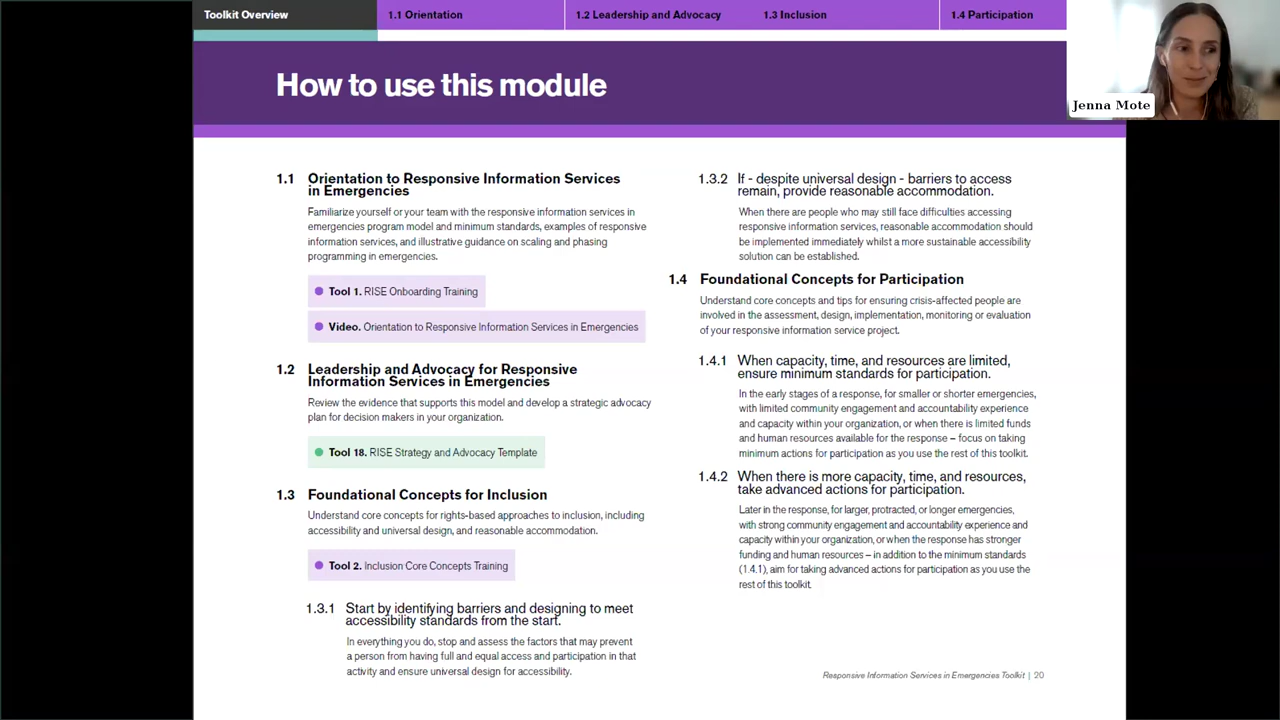 Toolkit Overview
1.1 Orientation
1.2 Leadership and Advocacy
1.3 Inclusion
1.4 Participation
Jenna Mote
How to use this module
1.1 Orientation to Responsive Information Services
in Emergencies
Familiarize yourself or your team with the responsive information services in
emergencies program model and minimum standards, examples of responsive
information services, and illustrative guidance on scaling and phasing
programming in emergencies.
Tool 1. RISE Onboarding Training
Video. Orientation to Responsive Information Services in Emergencies
1.2 Leadership and Advocacy for Responsive
Information Services in Emergencies
Review the evidence that supports this model and develop a strategic advocacy
plan for decision makers in your organization.
Tool 18. RISE Strategy and Advocacy Template
1.3 Foundational Concepts for Inclusion
Understand core concepts for rights-based approaches to inclusion, including
accessibility and universal design, and reasonable accommodation.
Tool 2. Inclusion Core Concepts Training
1.3.1 Start by identifying barriers and designing to meet
accessibility standards from the start.
In everything you do, stop and assess the factors that may prevent
a person from having full and equal access and participation in that
activity and ensure universal design for accessibility.
1.3.2 If - despite universal design - barriers to access
remain, provide reasonable accommodation.
When there are people who may still face difficulties accessing
responsive information services, reasonable accommodation should
be implemented immediately whilst a more sustainable accessibility
solution can be established.
1.4 Foundational Concepts for Participation
Understand core concepts and tips for ensuring crisis-affected people are
involved in the assessment, design, implementation, monitoring or evaluation
of your responsive information service project.
1.4.1 When capacity, time, and resources are limited,
ensure minimum standards for participation.
In the early stages of a response, for smaller or shorter emergencies,
with limited community engagement and accountability experience
and capacity within your organization, or when there is limited funds
and human resources available for the response – focus on taking
minimum actions for participation as you use the rest of this toolkit.
1.4.2 When there is more capacity, time, and resources,
take advanced actions for participation.
Later in the response, for larger, protracted, or longer emergencies,
with strong community engagement and accountability experience and
capacity within your organization, or when the response has stronger
funding and human resources – in addition to the minimum standards
(1.4.1), aim for taking advanced actions for participation as you use the
rest of this toolkit.
Responsive Information Services in Emergencies Toolkit | 20